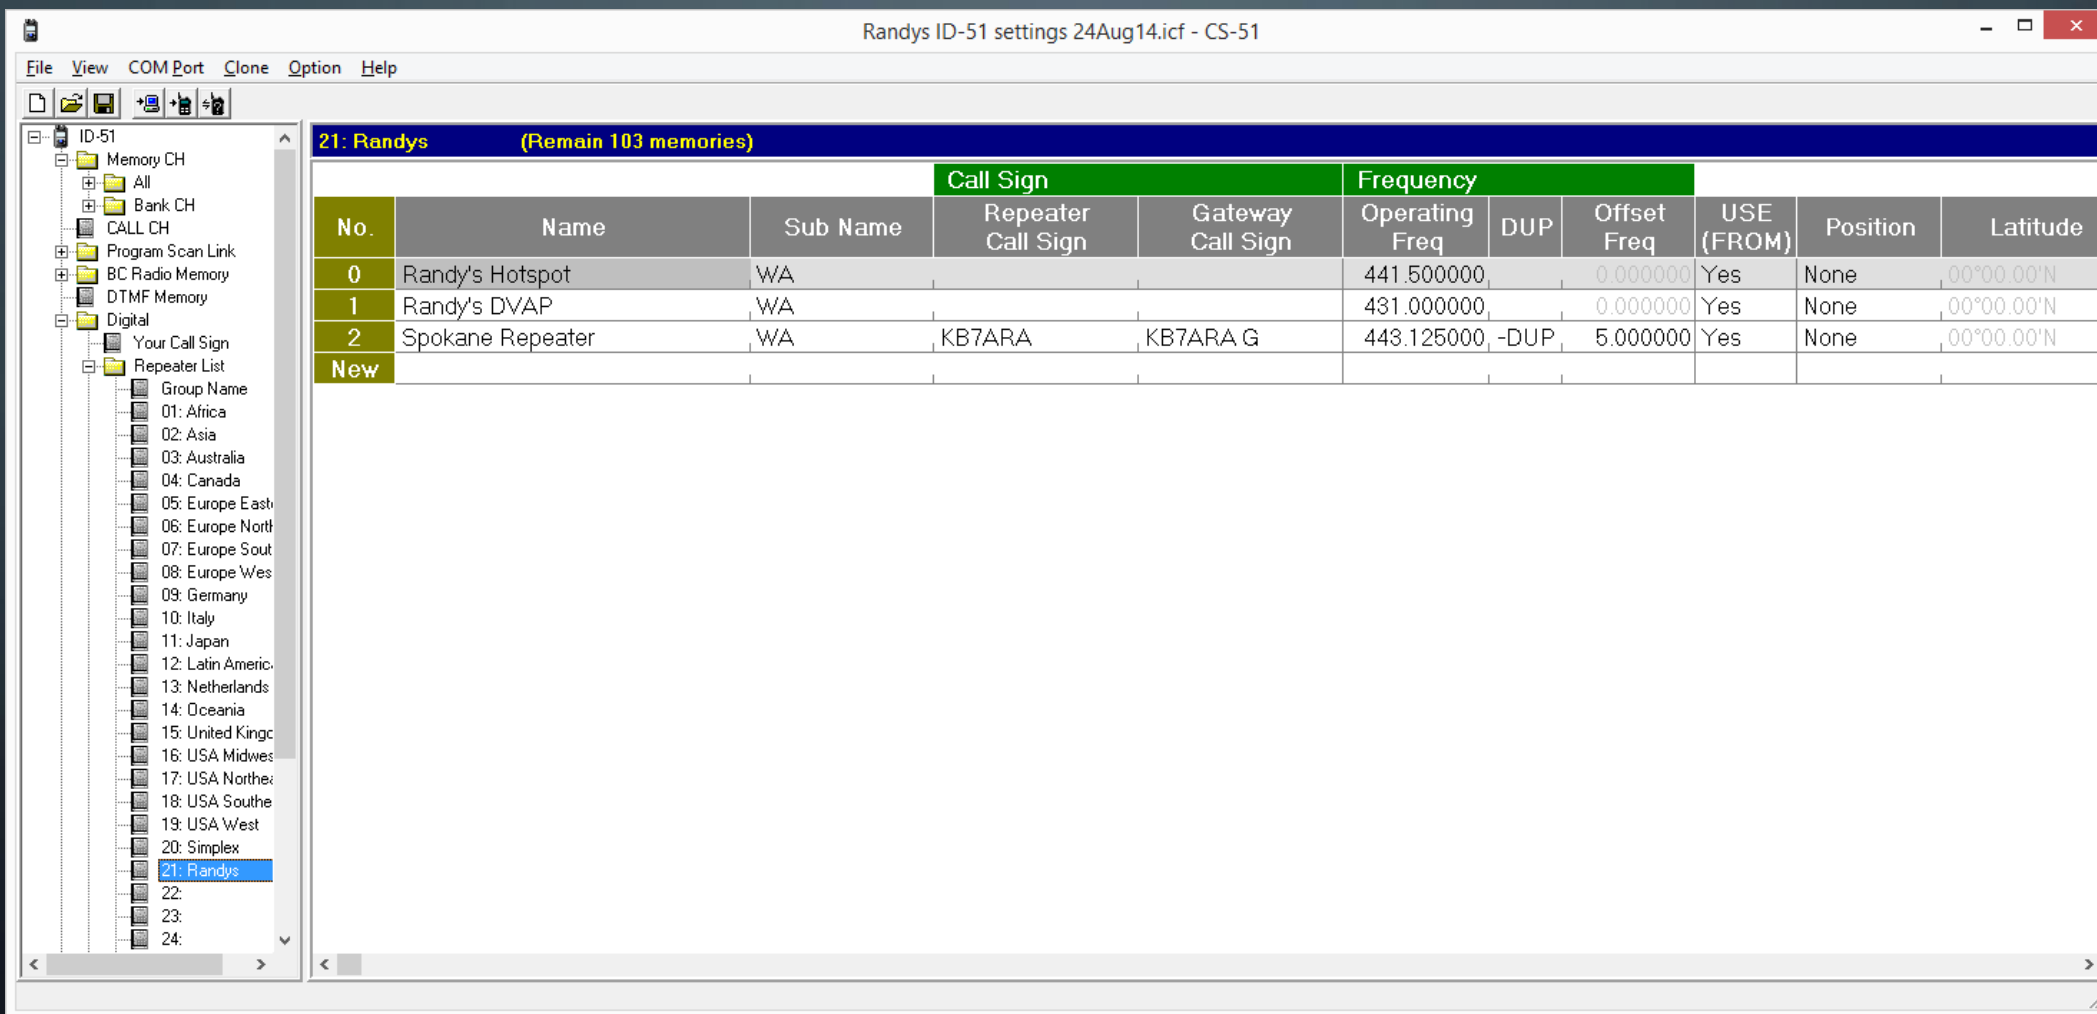 Randys ID-51 settings 24Aug14.icf - CS-51
File View COM Port Clone Option Help
ID-51
Memory CH
All
Bank CH
CALL CH
Program Scan Link
BC Radio Memory
DTMF Memory
Digital
Your Call Sign
Repeater List
Group Name
01: Africa
02: Asia
03: Australia
04: Canada
05: Europe East
06: Europe North
07: Europe Sout
08: Europe Wes
09: Germany
10: Italy
11: Japan
12: Latin Americ
13: Netherlands
14: Oceania
15: United Kingd
16: USA Midwes
17: USA Northea
18: USA Southe
19: USA West
20: Simplex
21: Randys
22:
23:
24:
21: Randys (Remain 103 memories)
Call Sign Frequency
No. Name Sub Name Repeater Call Sign Gateway Call Sign Operating Freq DUP Offset Freq USE (FROM) Position Latitude
0 Randy's Hotspot WA 441.500000 0.000000 Yes None 00°00.00'N
1 Randy's DVAP WA 431.000000 0.000000 Yes None 00°00.00'N
2 Spokane Repeater WA KB7ARA KB7ARA G 443.125000 -DUP 5.000000 Yes None 00°00.00'N
New